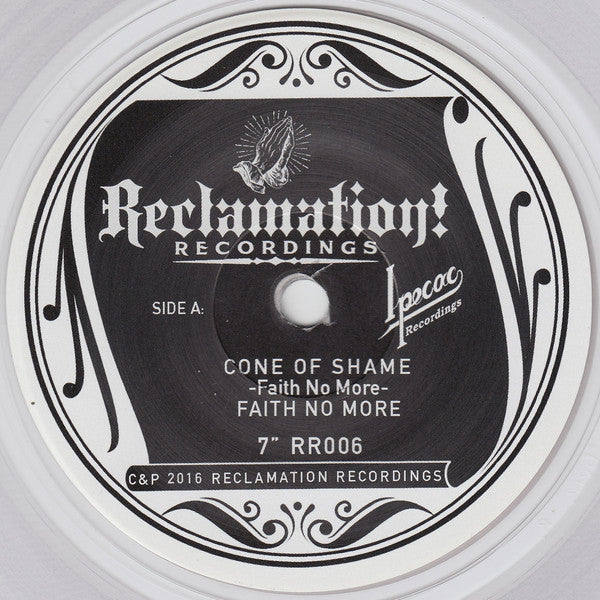 Reclamation!
RECORDINGS
SIDE A:
Ipecac
Recordings
CONE OF SHAME
-Faith No More-
FAITH NO MORE
7” RR006
C&P 2016 RECLAMATION RECORDINGS